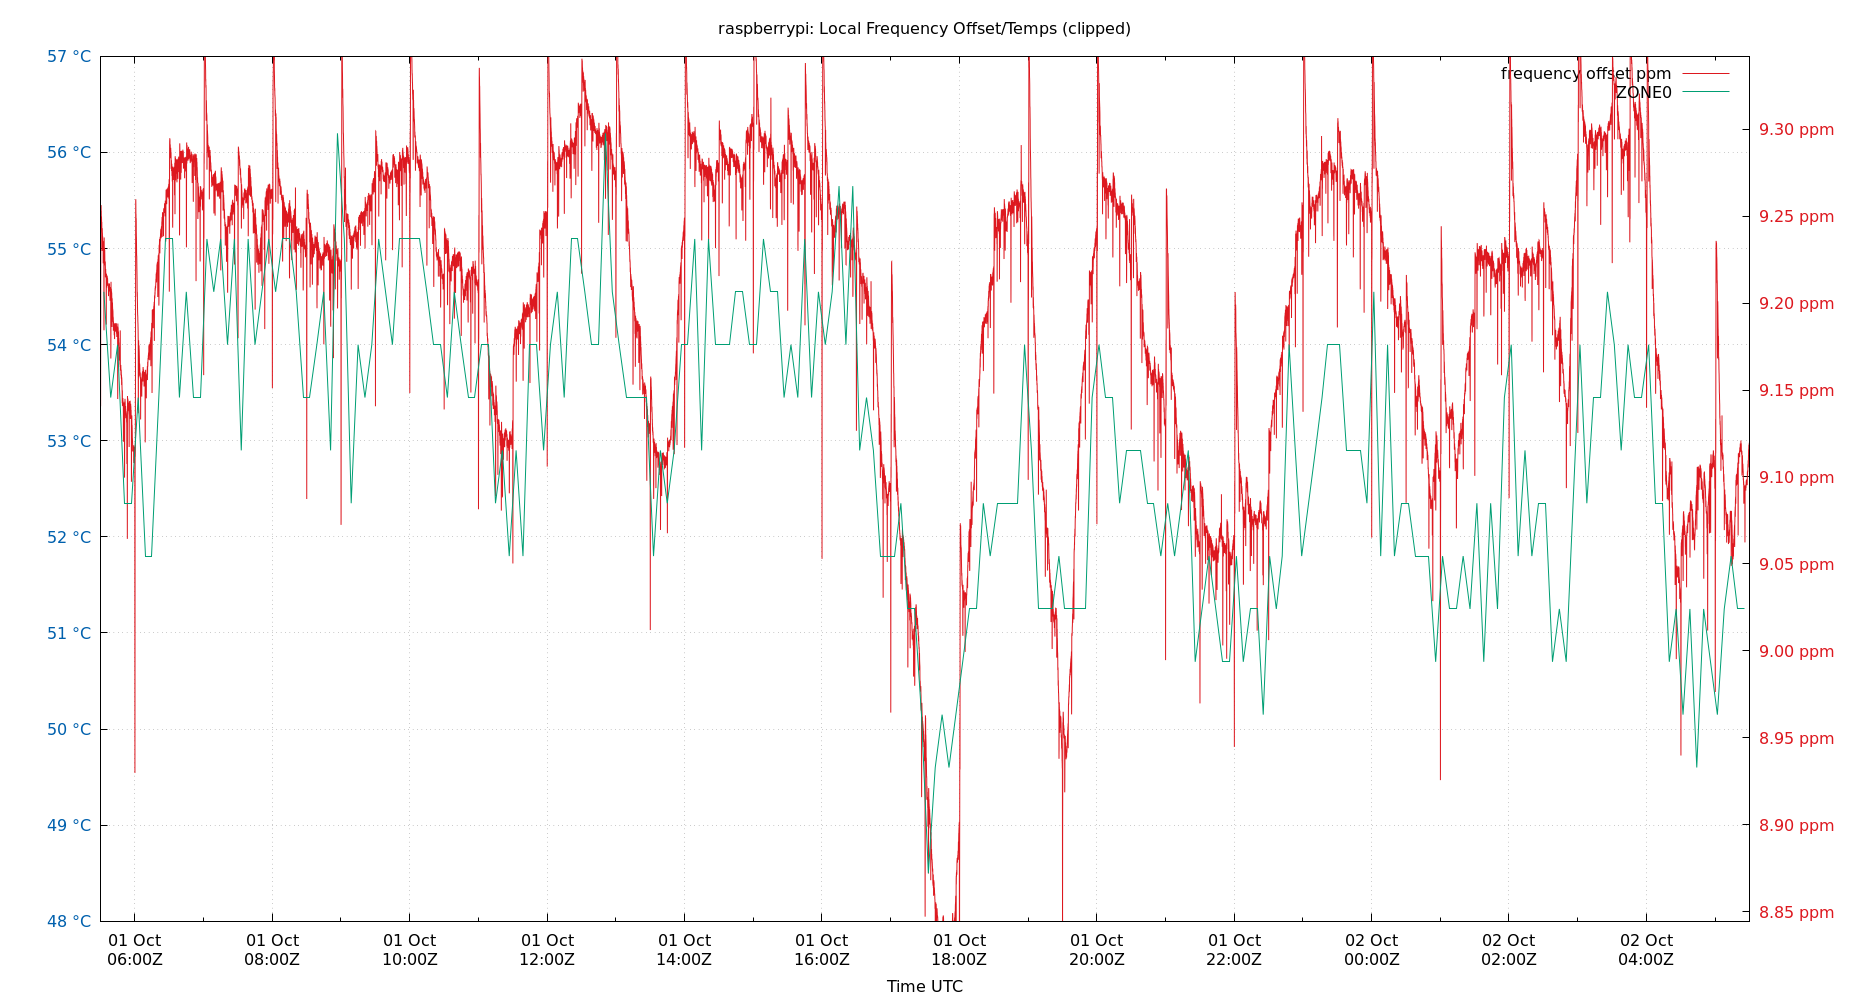 raspberrypi: Local Frequency Offset/Temps (clipped)
57 °C
56 °C
55 °C
54 °C
53 °C
52 °C
51 °C
50 °C
49 °C
48 °C
frequency offset ppm
ZONE0
9.30 ppm
9.25 ppm
9.20 ppm
9.15 ppm
9.10 ppm
9.05 ppm
9.00 ppm
8.95 ppm
8.90 ppm
8.85 ppm
01 Oct 01 Oct 01 Oct 01 Oct 01 Oct 01 Oct 01 Oct 01 Oct 01 Oct 02 Oct 02 Oct 02 Oct
06:00Z 08:00Z 10:00Z 12:00Z 14:00Z 16:00Z 18:00Z 20:00Z 22:00Z 00:00Z 02:00Z 04:00Z
Time UTC